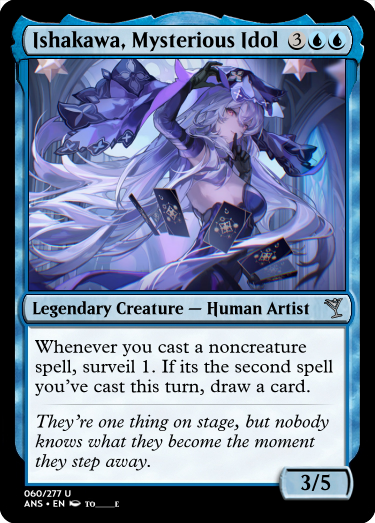 Ishakawa, Mysterious Idol 3
Legendary Creature — Human Artist
Whenever you cast a noncreature
spell, surveil 1. If its the second spell
you've cast this turn, draw a card.
They're one thing on stage, but nobody
knows what they become the moment
they step away.
3/5
060/277 U
ANS • EN TO____E